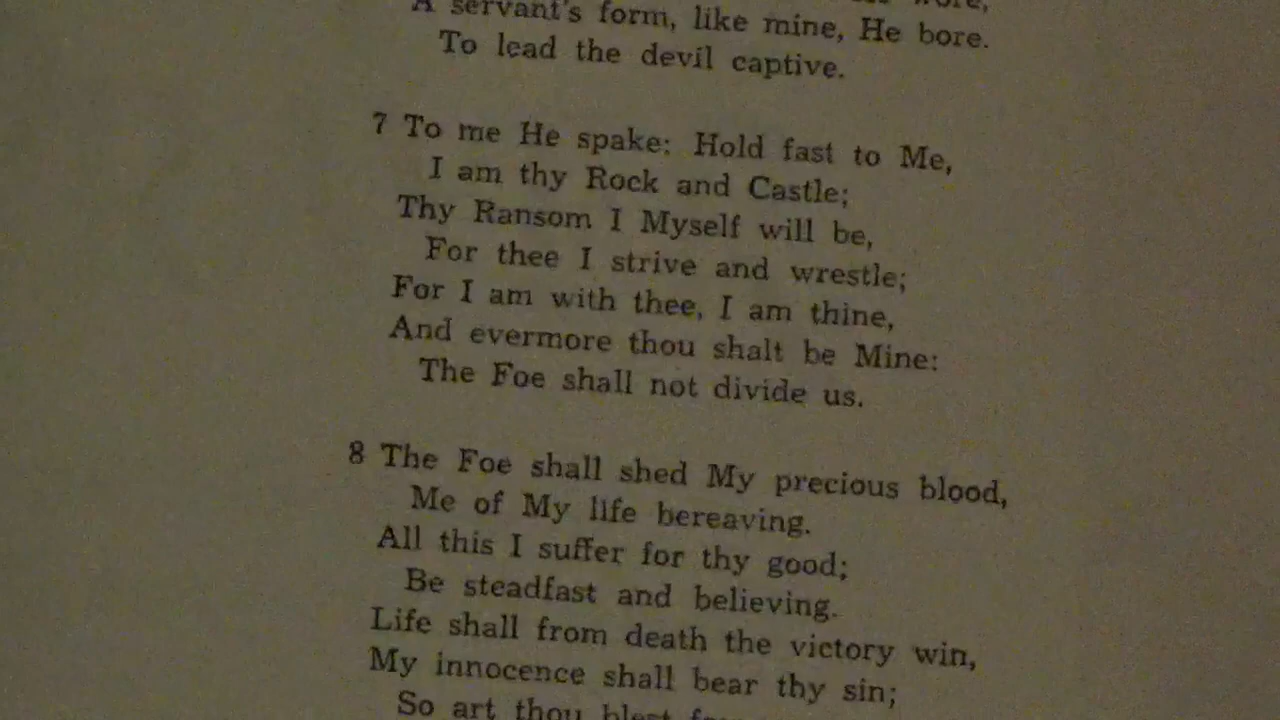 A servant's form, like mine, He bore.
To lead the devil captive.
7 To me He spake: Hold fast to Me,
I am thy Rock and Castle;
Thy Ransom I Myself will be,
For thee I strive and wrestle;
For I am with thee, I am thine,
And evermore thou shalt be Mine:
The Foe shall not divide us.
8 The Foe shall shed My precious blood,
Me of My life bereaving.
All this I suffer for thy good;
Be steadfast and believing.
Life shall from death the victory win,
My innocence shall bear thy sin;
So art thou blest